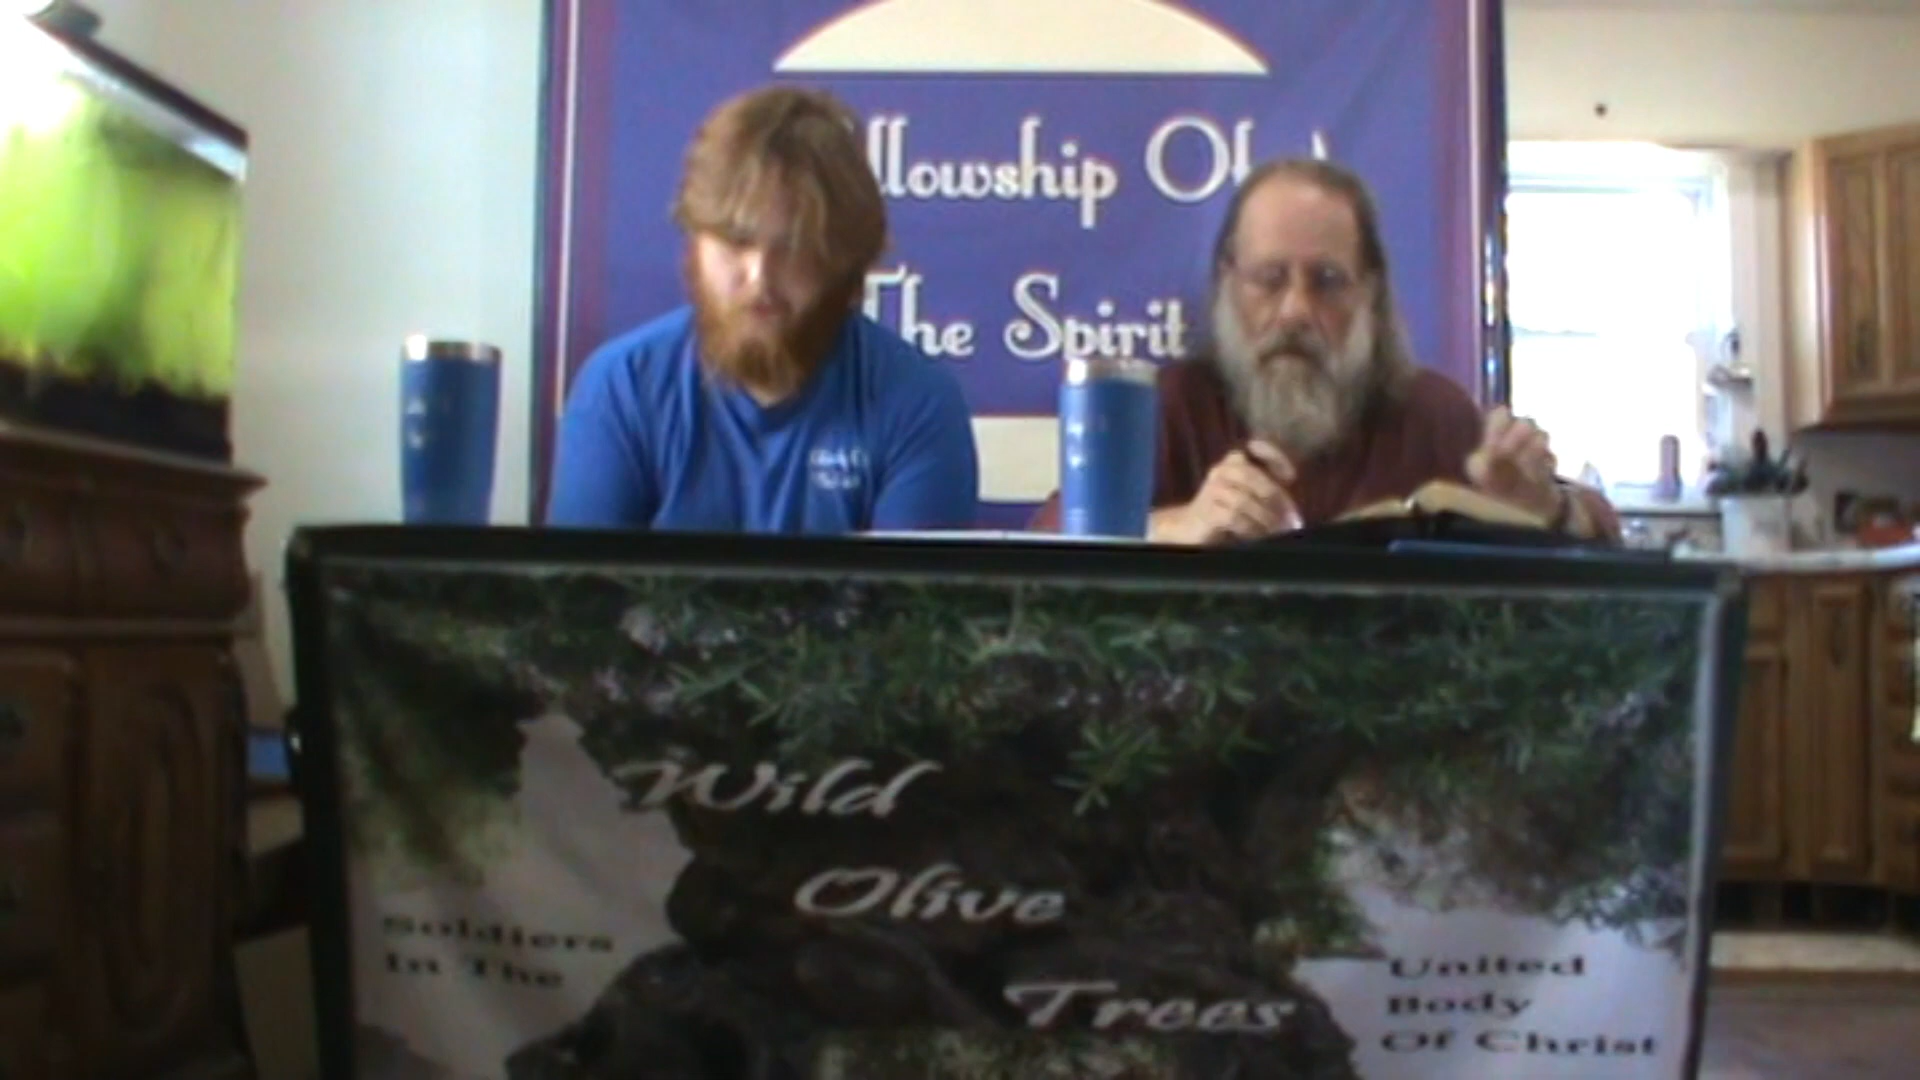 llowship Of
The Spirit
Wild
Olive
Trees
Soldiers
In The
United
Body
Of Christ